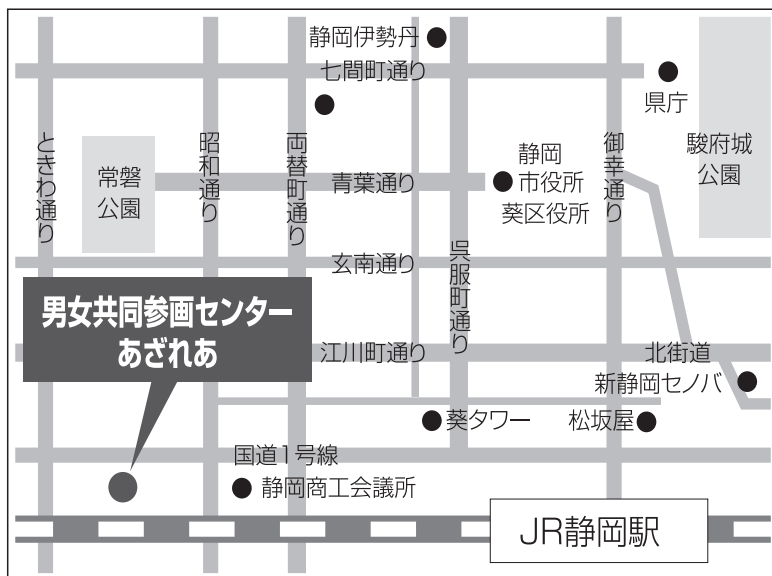 静岡伊勢丹
七間町通り
県庁
ときわ通り
常磐
公園
昭和通り
両替町通り
青葉通り
静岡
市役所
葵区役所
御幸通り
駿府城
公園
玄南通り
呉服町通り
男女共同参画センター
あざれあ
江川町通り
北街道
新静岡セノバ
葵タワー
松坂屋
国道1号線
静岡商工会議所
JR静岡駅